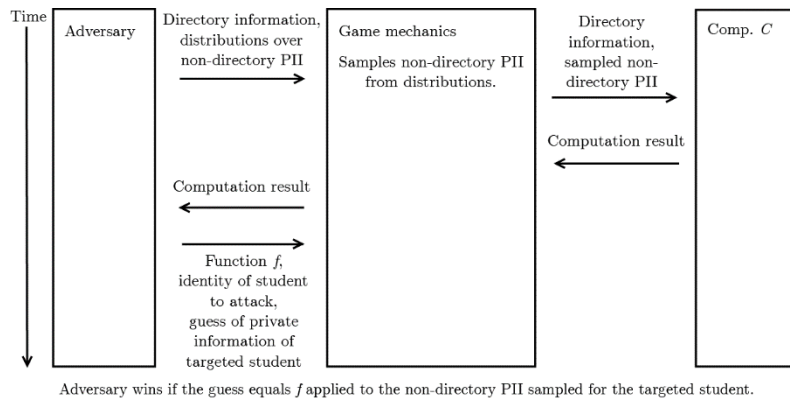 Time
Adversary
Directory information,
distributions over
non-directory PII
Game mechanics
Samples non-directory PII
from distributions.
Directory
information,
sampled non-
directory PII
Comp. C
Computation result
Computation result
Function f,
identity of student
to attack,
guess of private
information of
targeted student
Adversary wins if the guess equals f applied to the non-directory PII sampled for the targeted student.